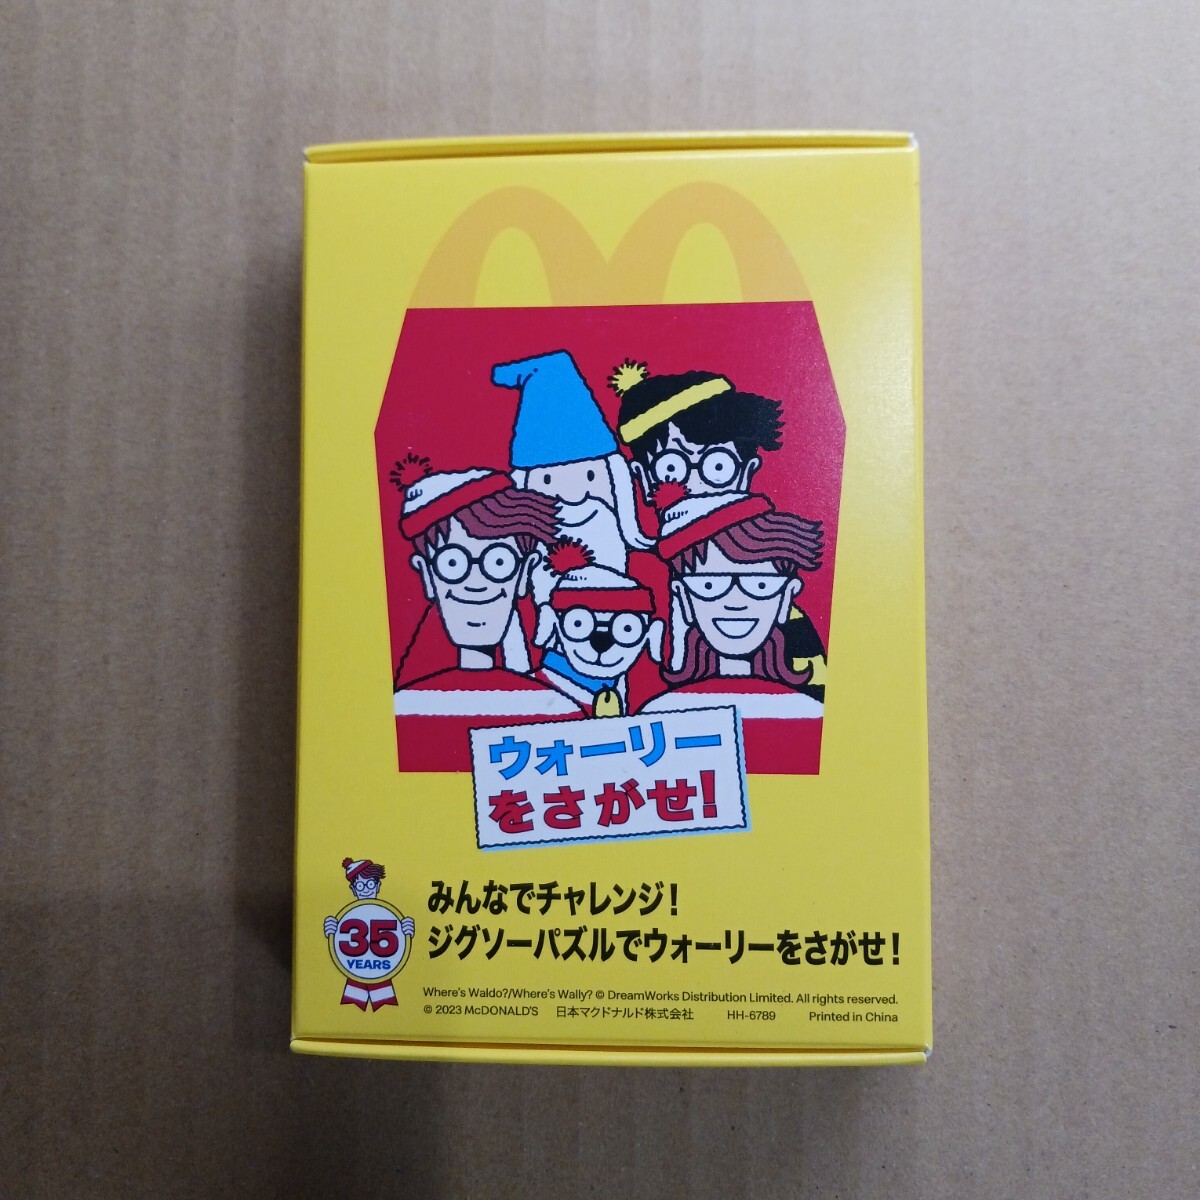 ウォーリー
をさがせ!
35
YEARS
みんなでチャレンジ!
ジグソーパズルでウォーリーをさがせ!
Where's Waldo?/Where's Wally? © DreamWorks Distribution Limited. All rights reserved.
© 2023 McDONALD'S 日本マクドナルド株式会社 HH-6789 Printed in China